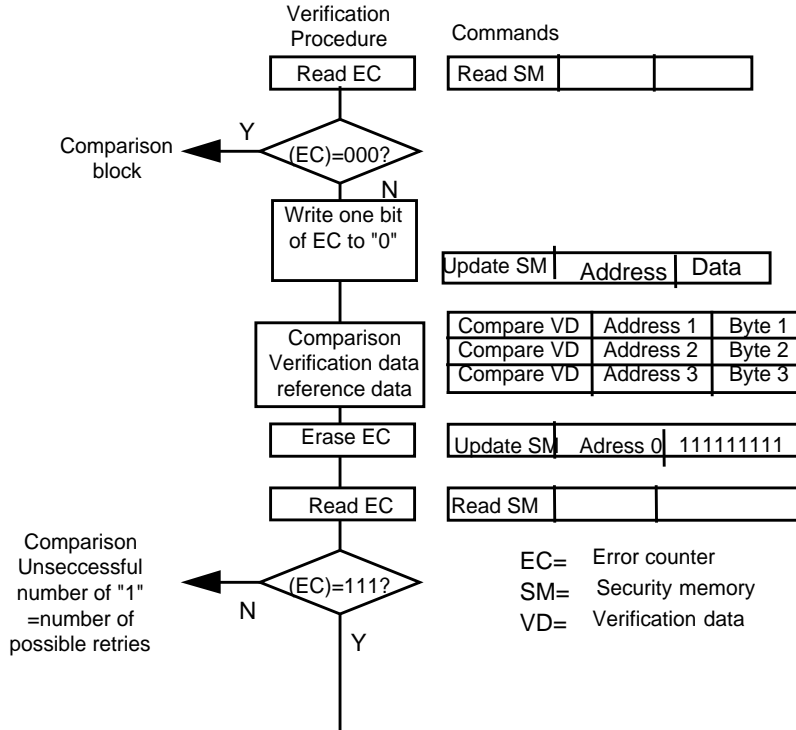 Verification
Procedure
Commands
Read EC
Read SM
Y
(EC)=000?
Comparison
block
N
Write one bit
of EC to "0"
Update SM Address Data
Comparison
Verification data
reference data
Compare VD Address 1 Byte 1
Compare VD Address 2 Byte 2
Compare VD Address 3 Byte 3
Erase EC
Update SM Adress 0 111111111
Read EC
Read SM
Comparison
Unseccessful
number of "1"
=number of
possible retries
(EC)=111?
N
Y
EC= Error counter
SM= Security memory
VD= Verification data